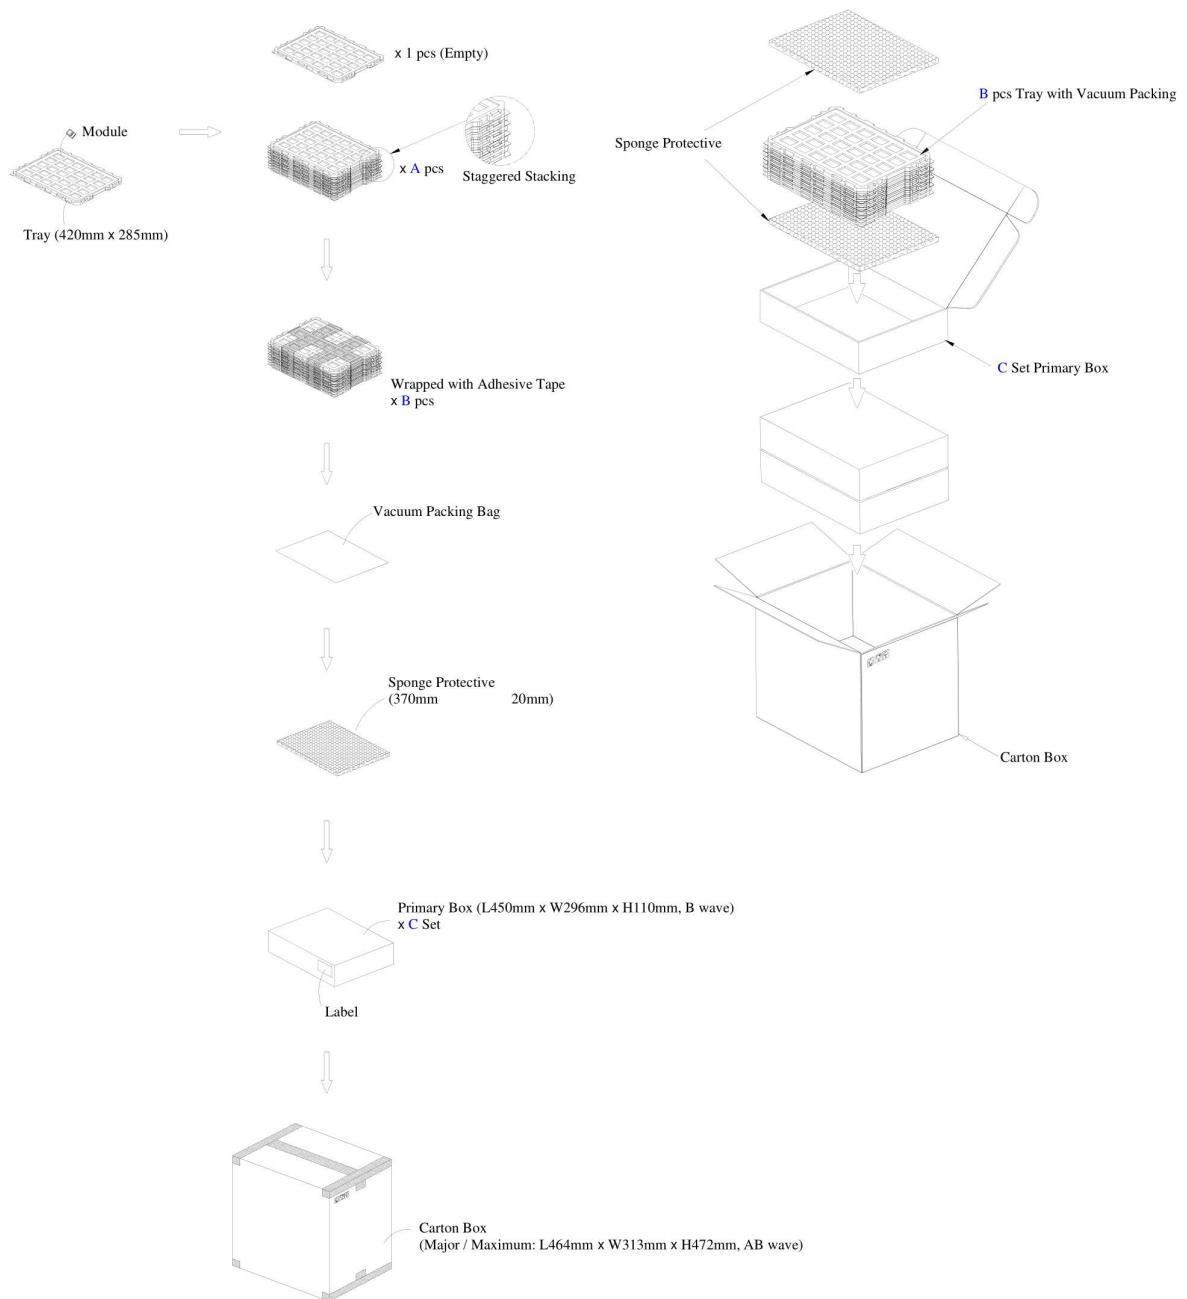 x 1 pcs (Empty)
Module
x A pcs
Staggered Stacking
Tray (420mm x 285mm)
Wrapped with Adhesive Tape
x B pcs
Vacuum Packing Bag
Sponge Protective
(370mm 20mm)
Primary Box (L450mm x W296mm x H110mm, B wave)
x C Set
Label
Carton Box
(Major / Maximum: L464mm x W313mm x H472mm, AB wave)
B pcs Tray with Vacuum Packing
Sponge Protective
C Set Primary Box
Carton Box